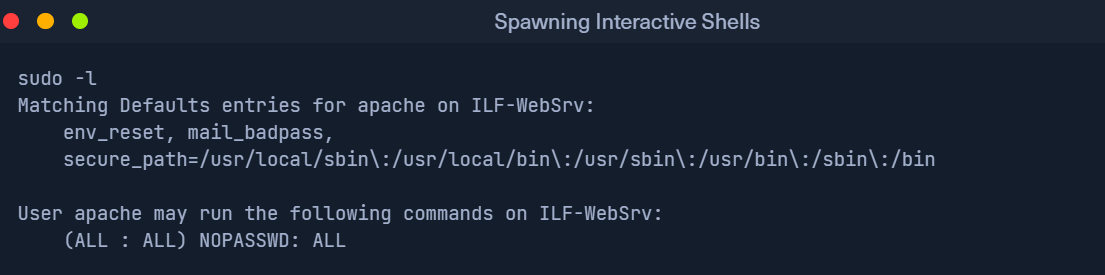 Spawning Interactive Shells
sudo -l
Matching Defaults entries for apache on ILF-WebSrv:
    env_reset, mail_badpass,
    secure_path=/usr/local/sbin\:/usr/local/bin\:/usr/sbin\:/usr/bin\:/sbin\:/bin

User apache may run the following commands on ILF-WebSrv:
    (ALL : ALL) NOPASSWD: ALL